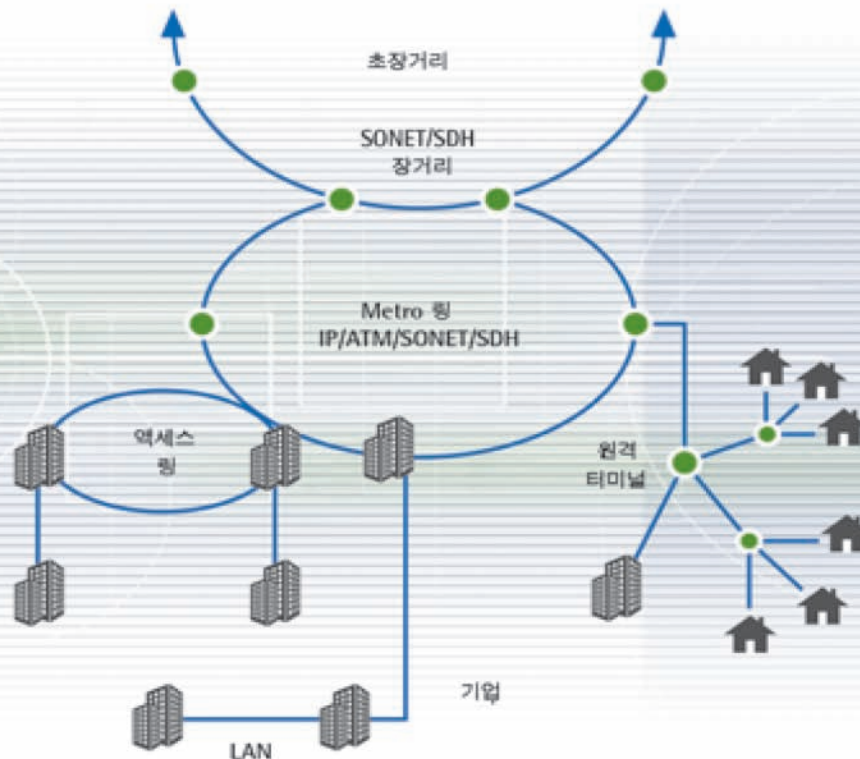 초장거리
SONET/SDH
장거리
Metro 링
IP/ATM/SONET/SDH
액세스
링
원격
터미널
기업
LAN